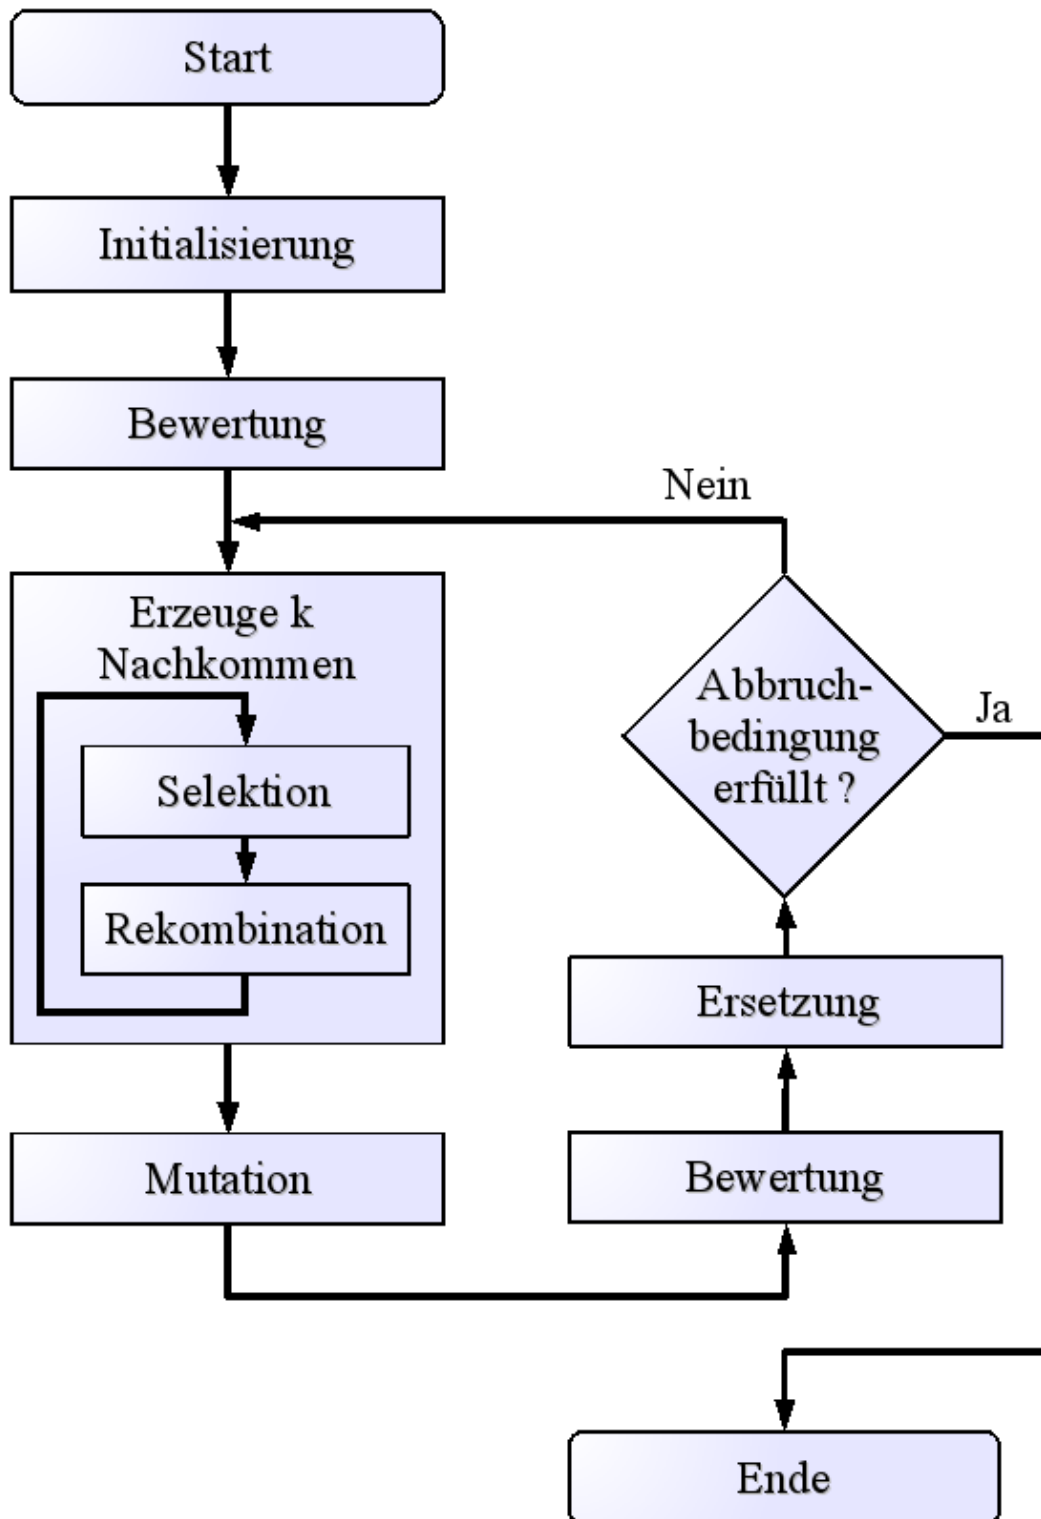 Start
Initialisierung
Bewertung
Erzeuge k
Nachkommen
Selektion
Rekombination
Mutation
Nein
Abbruch-
bedingung
erfüllt ?
Ja
Ersetzung
Bewertung
Ende